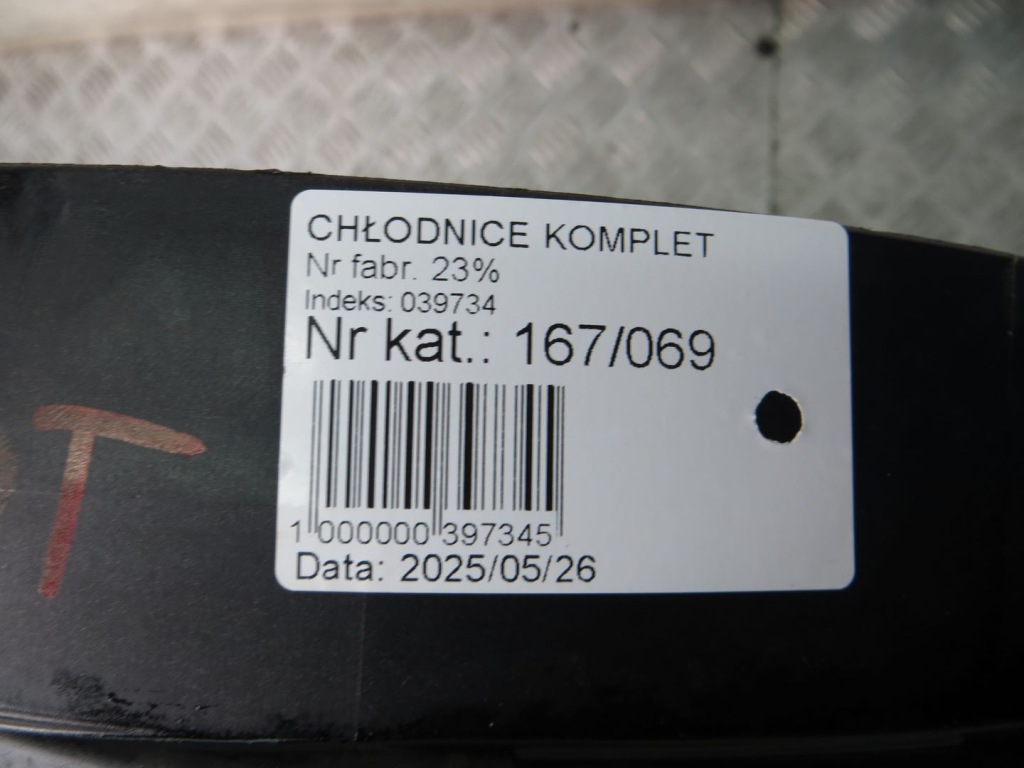 CHŁODNICE KOMPLET
Nr fabr. 23%
Indeks: 039734
Nr kat.: 167/069
1 000000 397345
Data: 2025/05/26
T